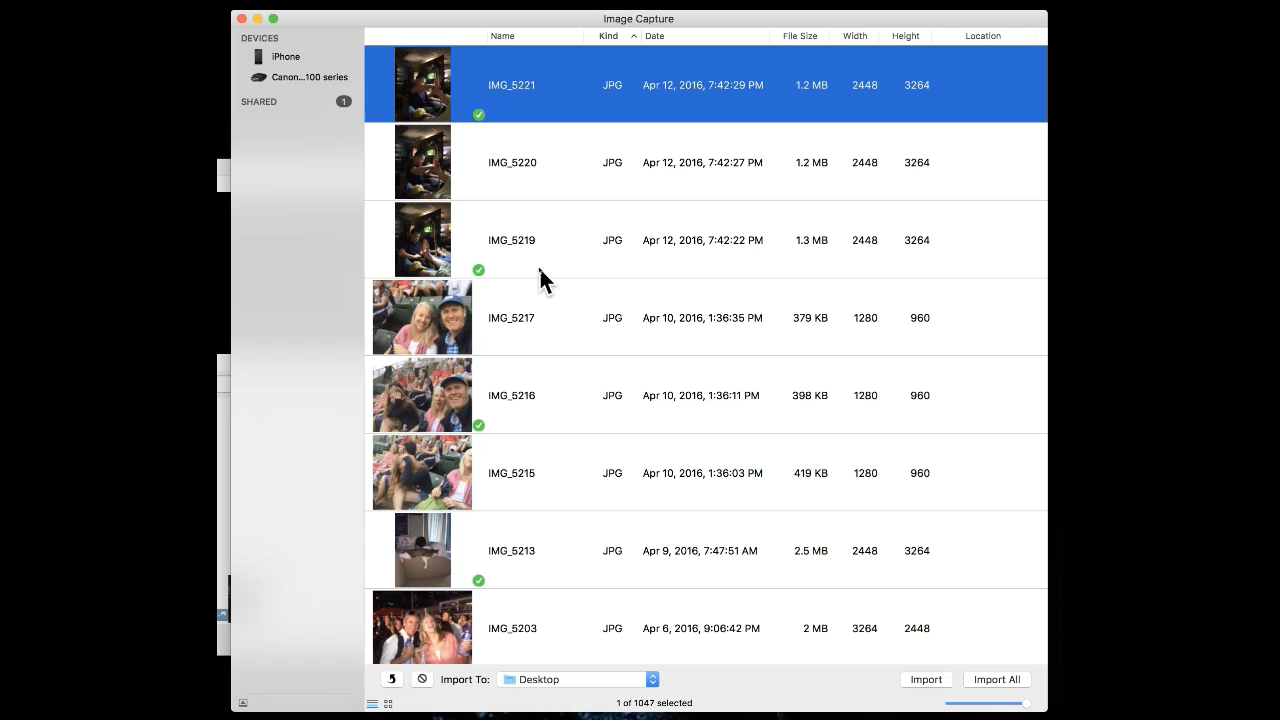 Image Capture
DEVICES
iPhone
Canon...100 series
SHARED 1
Name Kind Date File Size Width Height Location
IMG_5221 JPG Apr 12, 2016, 7:42:29 PM 1.2 MB 2448 3264
IMG_5220 JPG Apr 12, 2016, 7:42:27 PM 1.2 MB 2448 3264
IMG_5219 JPG Apr 12, 2016, 7:42:22 PM 1.3 MB 2448 3264
IMG_5217 JPG Apr 10, 2016, 1:36:35 PM 379 KB 1280 960
IMG_5216 JPG Apr 10, 2016, 1:36:11 PM 398 KB 1280 960
IMG_5215 JPG Apr 10, 2016, 1:36:03 PM 419 KB 1280 960
IMG_5213 JPG Apr 9, 2016, 7:47:51 AM 2.5 MB 2448 3264
IMG_5203 JPG Apr 6, 2016, 9:06:42 PM 2 MB 3264 2448
Import To: Desktop Import Import All
1 of 1047 selected